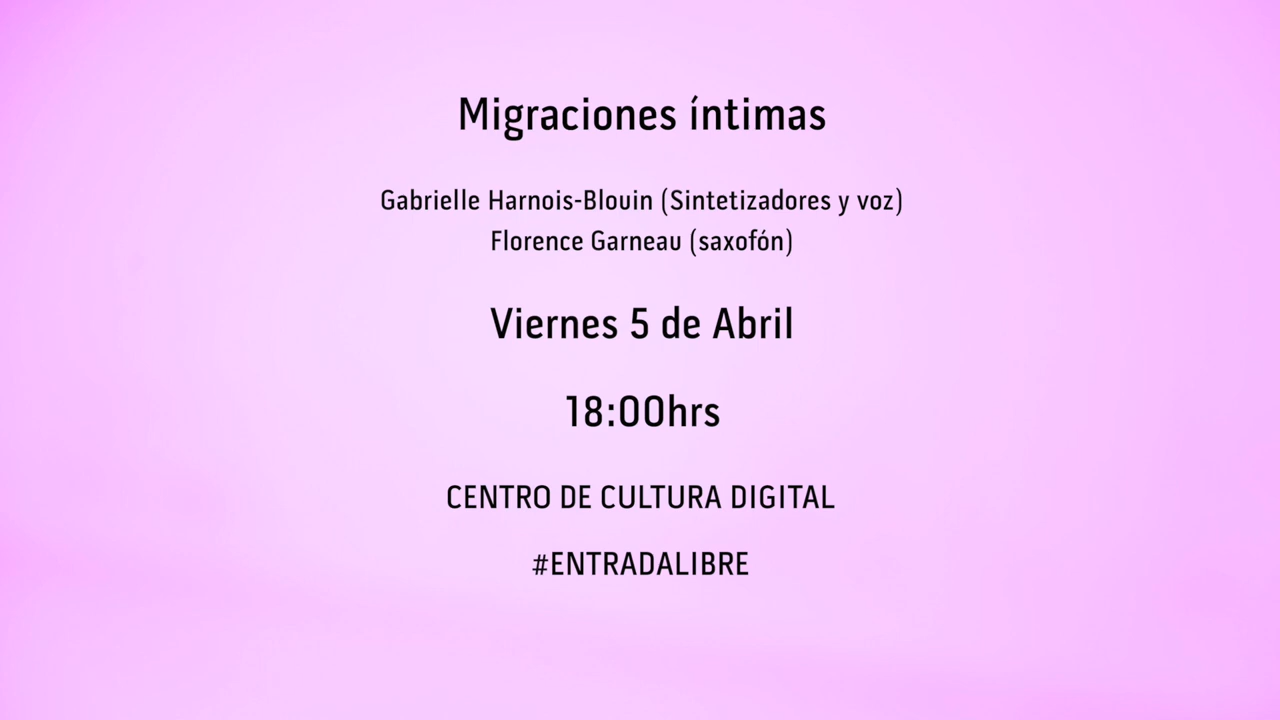 Migraciones íntimas
Gabrielle Harnois-Blouin (Sintetizadores y voz)
Florence Garneau (saxofón)
Viernes 5 de Abril
18:00hrs
CENTRO DE CULTURA DIGITAL
#ENTRADALIBRE